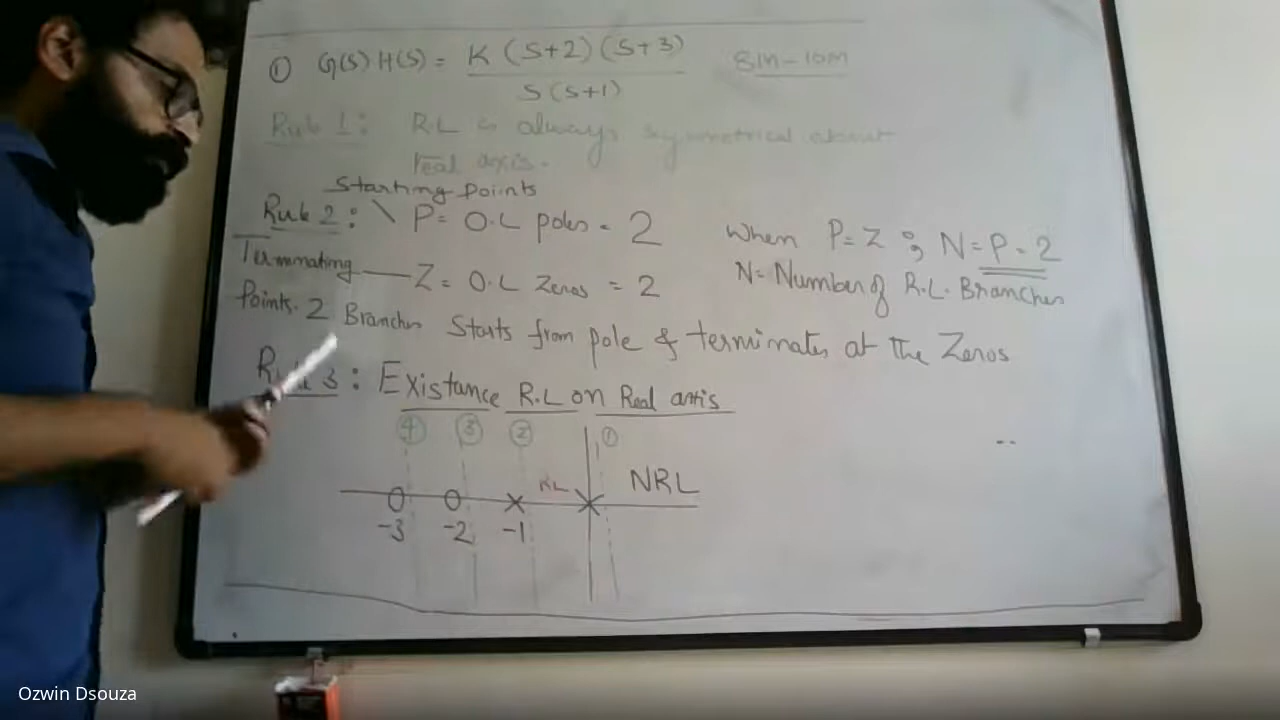 ① G(S) H(S) = K (S+2) (S+3)
S (S+1)
8M - 10M
Rule 1: R.L is always symmetrical about
real axis.
Starting Points
Rule 2: P = O.L poles = 2
Terminating Z = O.L Zeros = 2
Points.
When P = Z ; N = P = 2
N = Number of R.L. Branches
2 Branches Starts from pole & terminates at the Zeros
Rule 3: Existance R.L on Real axis
④ ③ ② ①
RL NRL
-3 -2 -1
Ozwin Dsouza